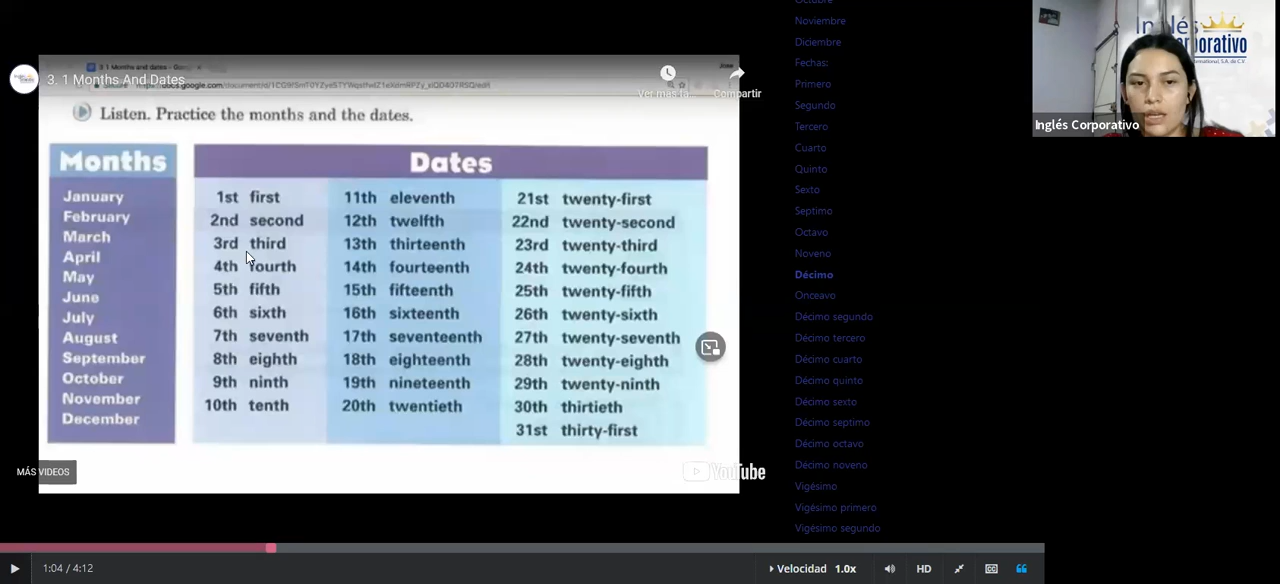 3. 1 Months And Dates
Ver más ta...
Compartir
Listen. Practice the months and the dates.
Months
January
February
March
April
May
June
July
August
September
October
November
December
Dates
1st first
2nd second
3rd third
4th fourth
5th fifth
6th sixth
7th seventh
8th eighth
9th ninth
10th tenth
11th eleventh
12th twelfth
13th thirteenth
14th fourteenth
15th fifteenth
16th sixteenth
17th seventeenth
18th eighteenth
19th nineteenth
20th twentieth
21st twenty-first
22nd twenty-second
23rd twenty-third
24th twenty-fourth
25th twenty-fifth
26th twenty-sixth
27th twenty-seventh
28th twenty-eighth
29th twenty-ninth
30th thirtieth
31st thirty-first
MÁS VIDEOS
YouTube
Noviembre
Diciembre
Fechas:
Primero
Segundo
Tercero
Cuarto
Quinto
Sexto
Septimo
Octavo
Noveno
Décimo
Onceavo
Décimo segundo
Décimo tercero
Décimo cuarto
Décimo quinto
Décimo sexto
Décimo septimo
Décimo octavo
Décimo noveno
Vigésimo
Vigésimo primero
Vigésimo segundo
Inglés Corporativo
1:04 / 4:12
Velocidad 1.0x
HD